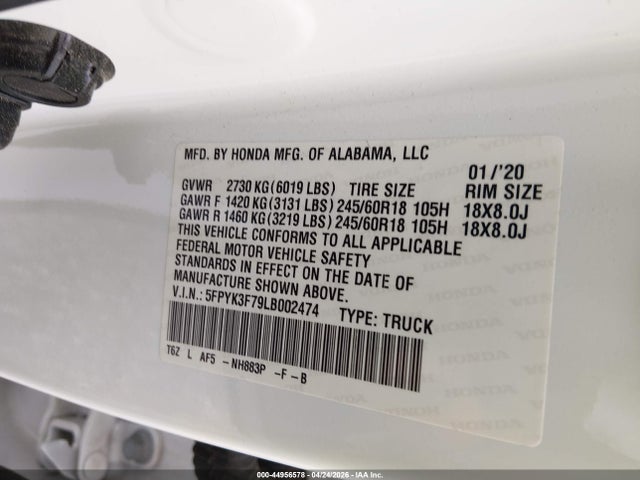 MFD. BY HONDA MFG. OF ALABAMA, LLC 01/'20
GVWR 2730 KG(6019 LBS) TIRE SIZE RIM SIZE
GAWR F 1420 KG(3131 LBS)245/60R18 105H 18X8.0J
GAWR R 1460 KG(3219 LBS)245/60R18 105H 18X8.0J
THIS VEHICLE CONFORMS TO ALL APPLICABLE
FEDERAL MOTOR VEHICLE SAFETY
STANDARDS IN EFFECT ON THE DATE OF
MANUFACTURE SHOWN ABOVE.
V.I.N.: 5FPYK3F79LB002474 TYPE: TRUCK
T6Z L AF5 - NH883P - F - B
000-44956578 - 04/24/2026 - IAA Inc.